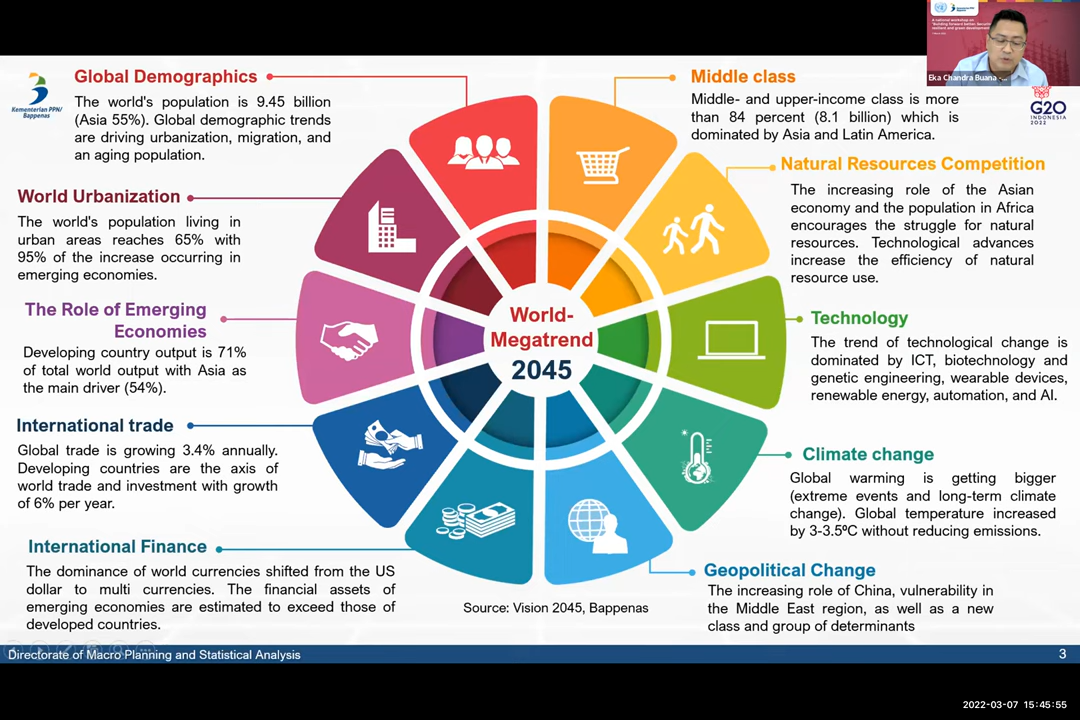 A national workshop on
Eka Chandra Buana -
Kementerian PPN/
Bappenas
G20
INDONESIA
2022
Global Demographics
The world's population is 9.45 billion
(Asia 55%). Global demographic trends
are driving urbanization, migration, and
an aging population.
World Urbanization
The world's population living in
urban areas reaches 65% with
95% of the increase occurring in
emerging economies.
The Role of Emerging
Economies
Developing country output is 71%
of total world output with Asia as
the main driver (54%).
International trade
Global trade is growing 3.4% annually.
Developing countries are the axis of
world trade and investment with growth
of 6% per year.
International Finance
The dominance of world currencies shifted from the US
dollar to multi currencies. The financial assets of
emerging economies are estimated to exceed those of
developed countries.
World-
Megatrend
2045
Middle class
Middle- and upper-income class is more
than 84 percent (8.1 billion) which is
dominated by Asia and Latin America.
Natural Resources Competition
The increasing role of the Asian
economy and the population in Africa
encourages the struggle for natural
resources. Technological advances
increase the efficiency of natural
resource use.
Technology
The trend of technological change is
dominated by ICT, biotechnology and
genetic engineering, wearable devices,
renewable energy, automation, and AI.
Climate change
Global warming is getting bigger
(extreme events and long-term climate
change). Global temperature increased
by 3-3.5⁰C without reducing emissions.
Geopolitical Change
The increasing role of China, vulnerability in
the Middle East region, as well as a new
class and group of determinants
Source: Vision 2045, Bappenas
Directorate of Macro Planning and Statistical Analysis
3
2022-03-07 15:45:55